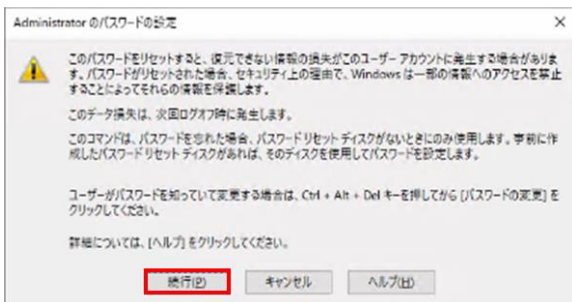 Administrator のパスワードの設定
このパスワードをリセットすると、復元できない情報の損失がこのユーザー アカウントに発生する場合がありま
す。パスワードがリセットされた場合、セキュリティ上の理由で、Windows は一部の情報へのアクセスを禁止
することによってそれらの情報を保護します。
このデータ損失は、次回ログオフ時に発生します。
このコマンドは、パスワードを忘れた場合、パスワード リセット ディスクがないときにのみ使用します。事前に作
成したパスワード リセット ディスクがあれば、そのディスクを使用してパスワードを設定します。
ユーザーがパスワードを知っていて変更する場合は、Ctrl + Alt + Del キーを押してから [パスワードの変更] を
クリックしてください。
詳細については、[ヘルプ] をクリックしてください。
続行(P) キャンセル ヘルプ(H)